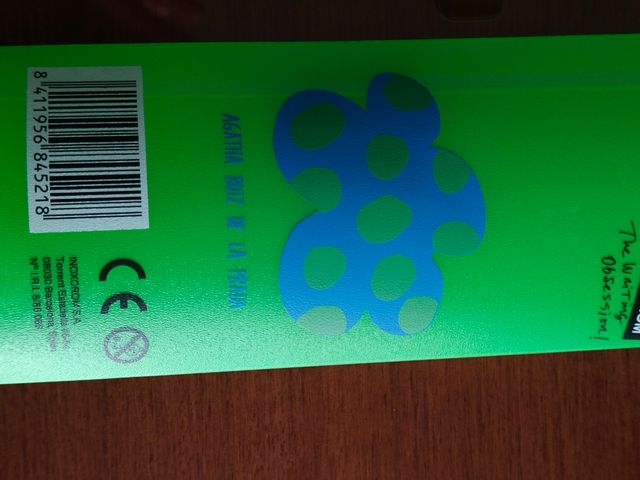 The Writing
Obsession!
AGATHA RUIZ DE LA PRADA
8 411956 845218
CE
INOXCROM S.A.
08030 Barcelona,